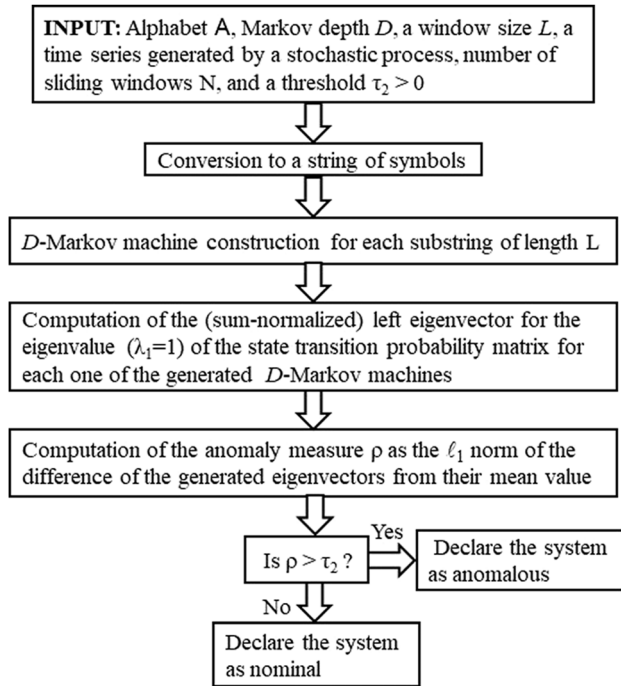 INPUT: Alphabet A, Markov depth D, a window size L, a
time series generated by a stochastic process, number of
sliding windows N, and a threshold τ₂ > 0
Conversion to a string of symbols
D-Markov machine construction for each substring of length L
Computation of the (sum-normalized) left eigenvector for the
eigenvalue (λ₁=1) of the state transition probability matrix for
each one of the generated D-Markov machines
Computation of the anomaly measure ρ as the ℓ₁ norm of the
difference of the generated eigenvectors from their mean value
Is ρ > τ₂ ?
Yes
Declare the system
as anomalous
No
Declare the system
as nominal